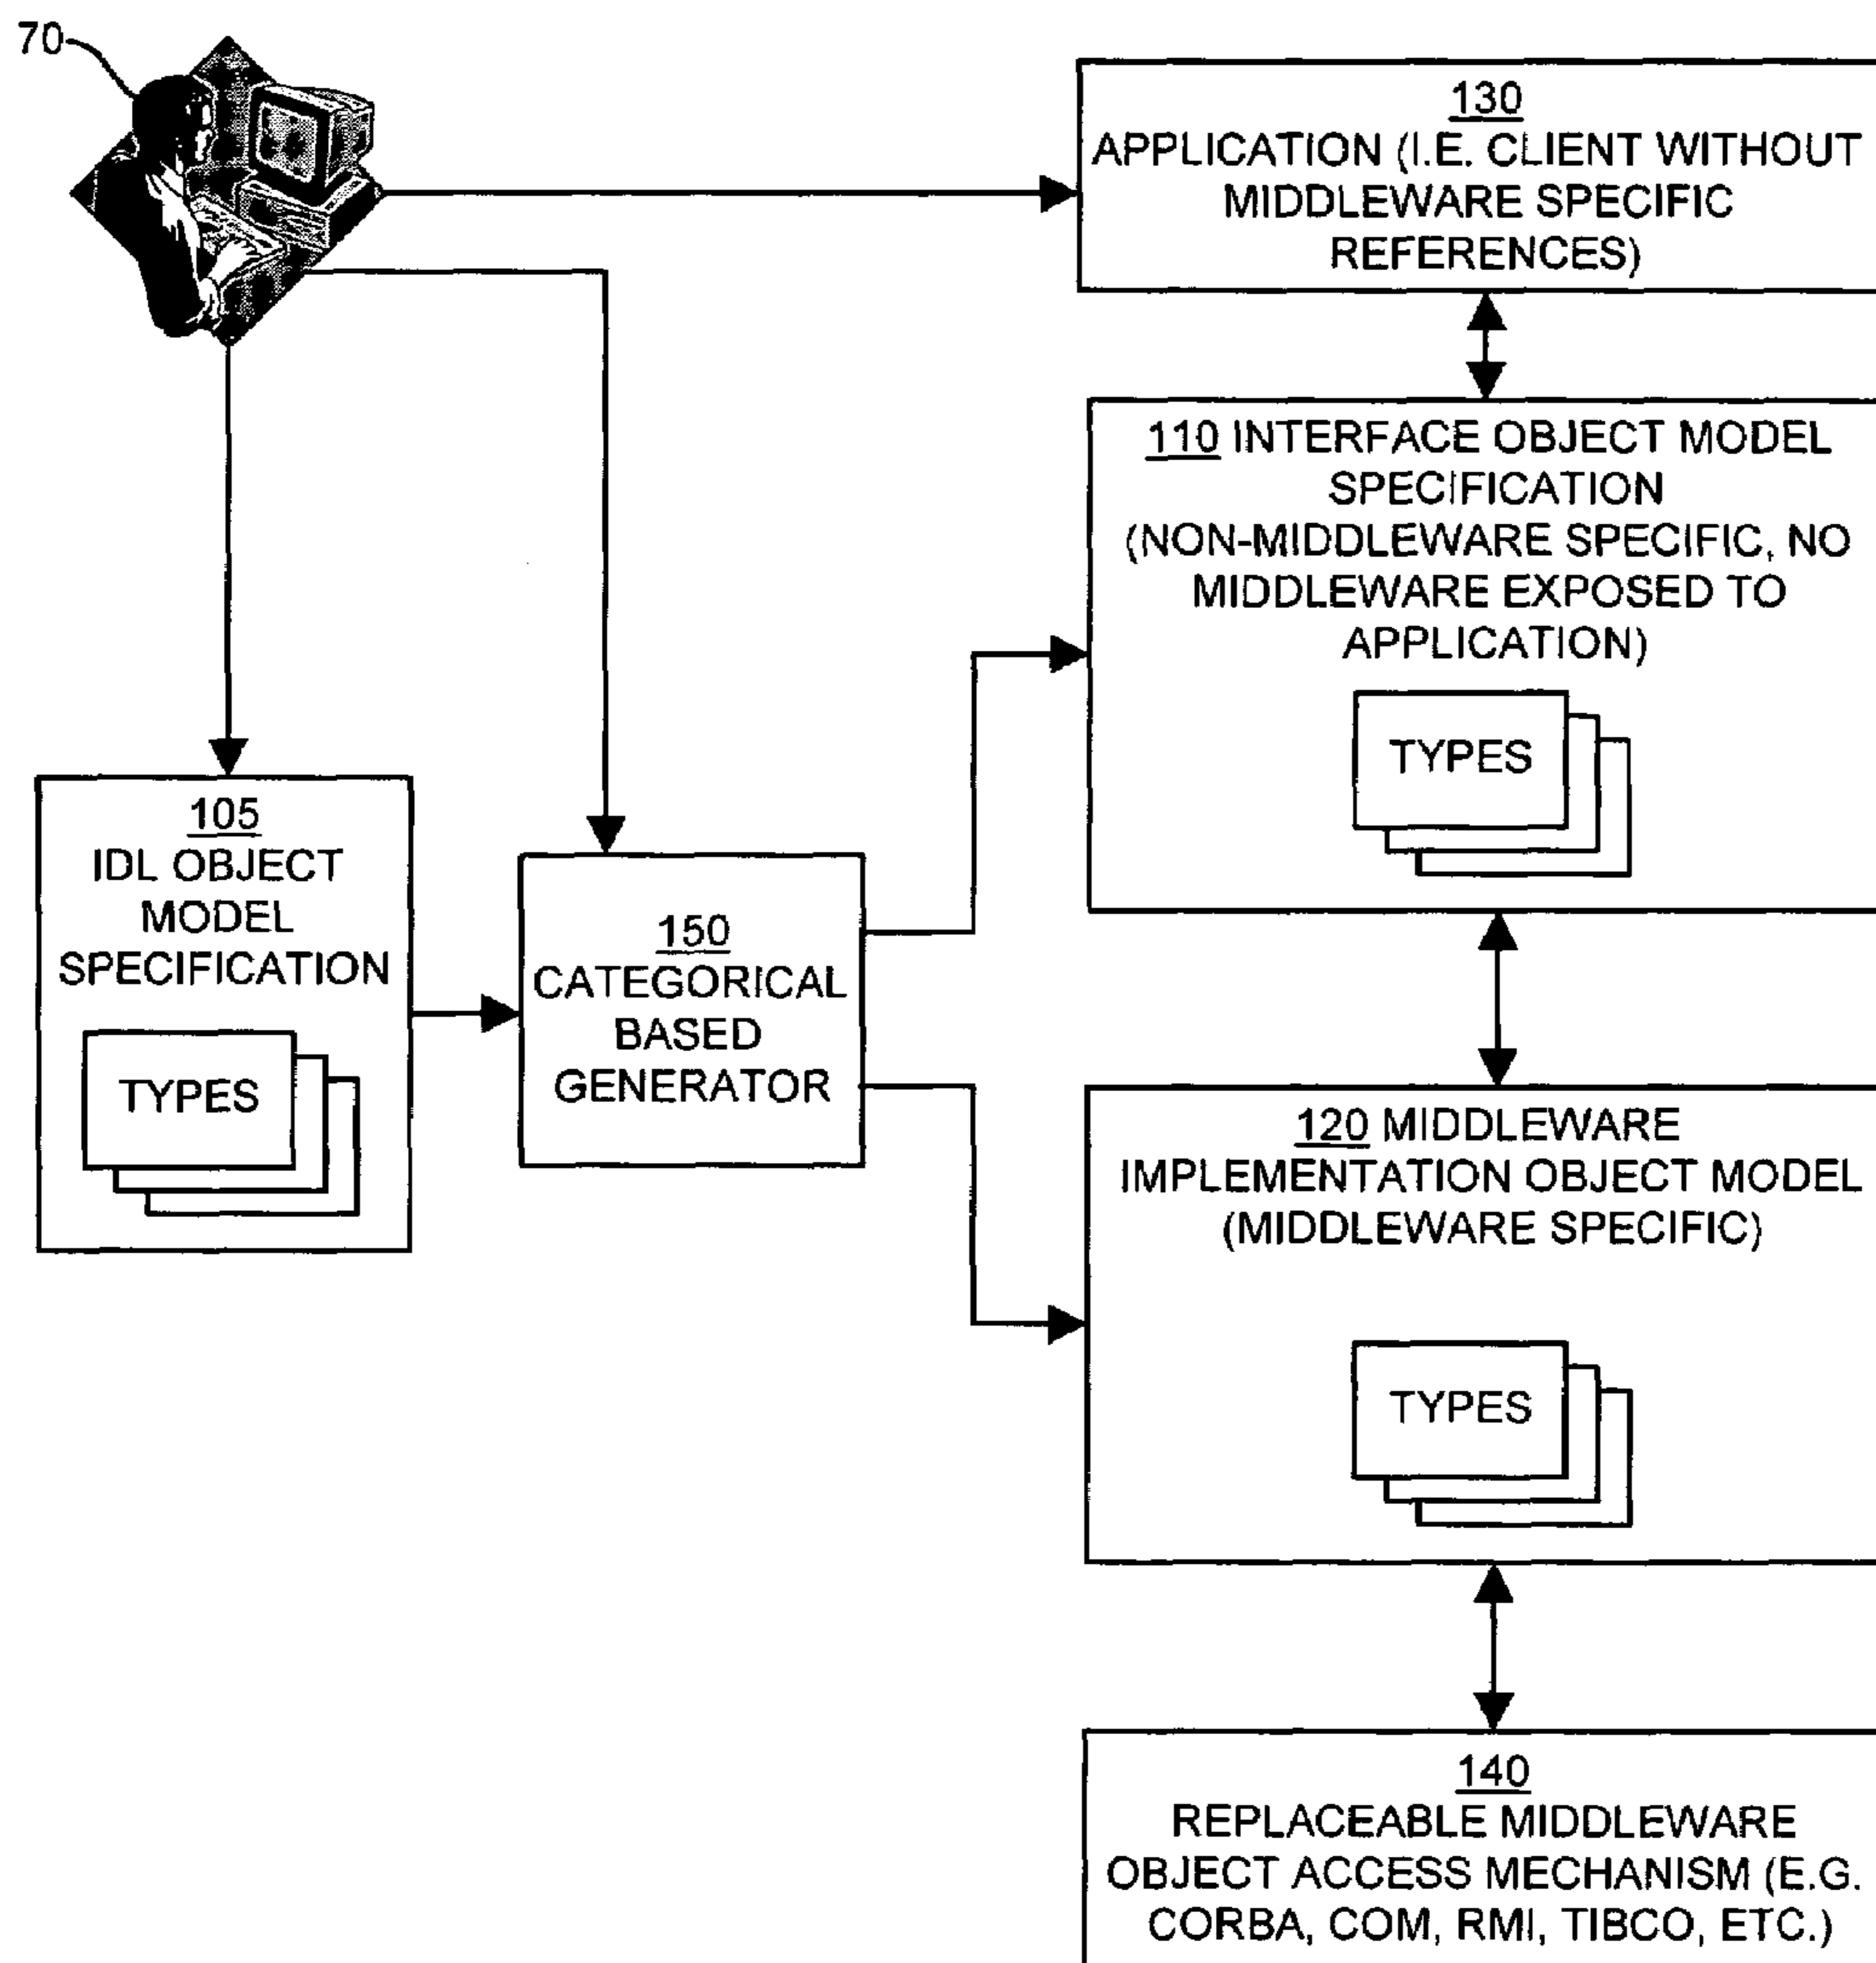 70
130
APPLICATION (I.E. CLIENT WITHOUT
MIDDLEWARE SPECIFIC
REFERENCES)
110 INTERFACE OBJECT MODEL
SPECIFICATION
(NON-MIDDLEWARE SPECIFIC, NO
MIDDLEWARE EXPOSED TO
APPLICATION)
TYPES
105
IDL OBJECT
MODEL
SPECIFICATION
TYPES
150
CATEGORICAL
BASED
GENERATOR
120 MIDDLEWARE
IMPLEMENTATION OBJECT MODEL
(MIDDLEWARE SPECIFIC)
TYPES
140
REPLACEABLE MIDDLEWARE
OBJECT ACCESS MECHANISM (E.G.
CORBA, COM, RMI, TIBCO, ETC.)